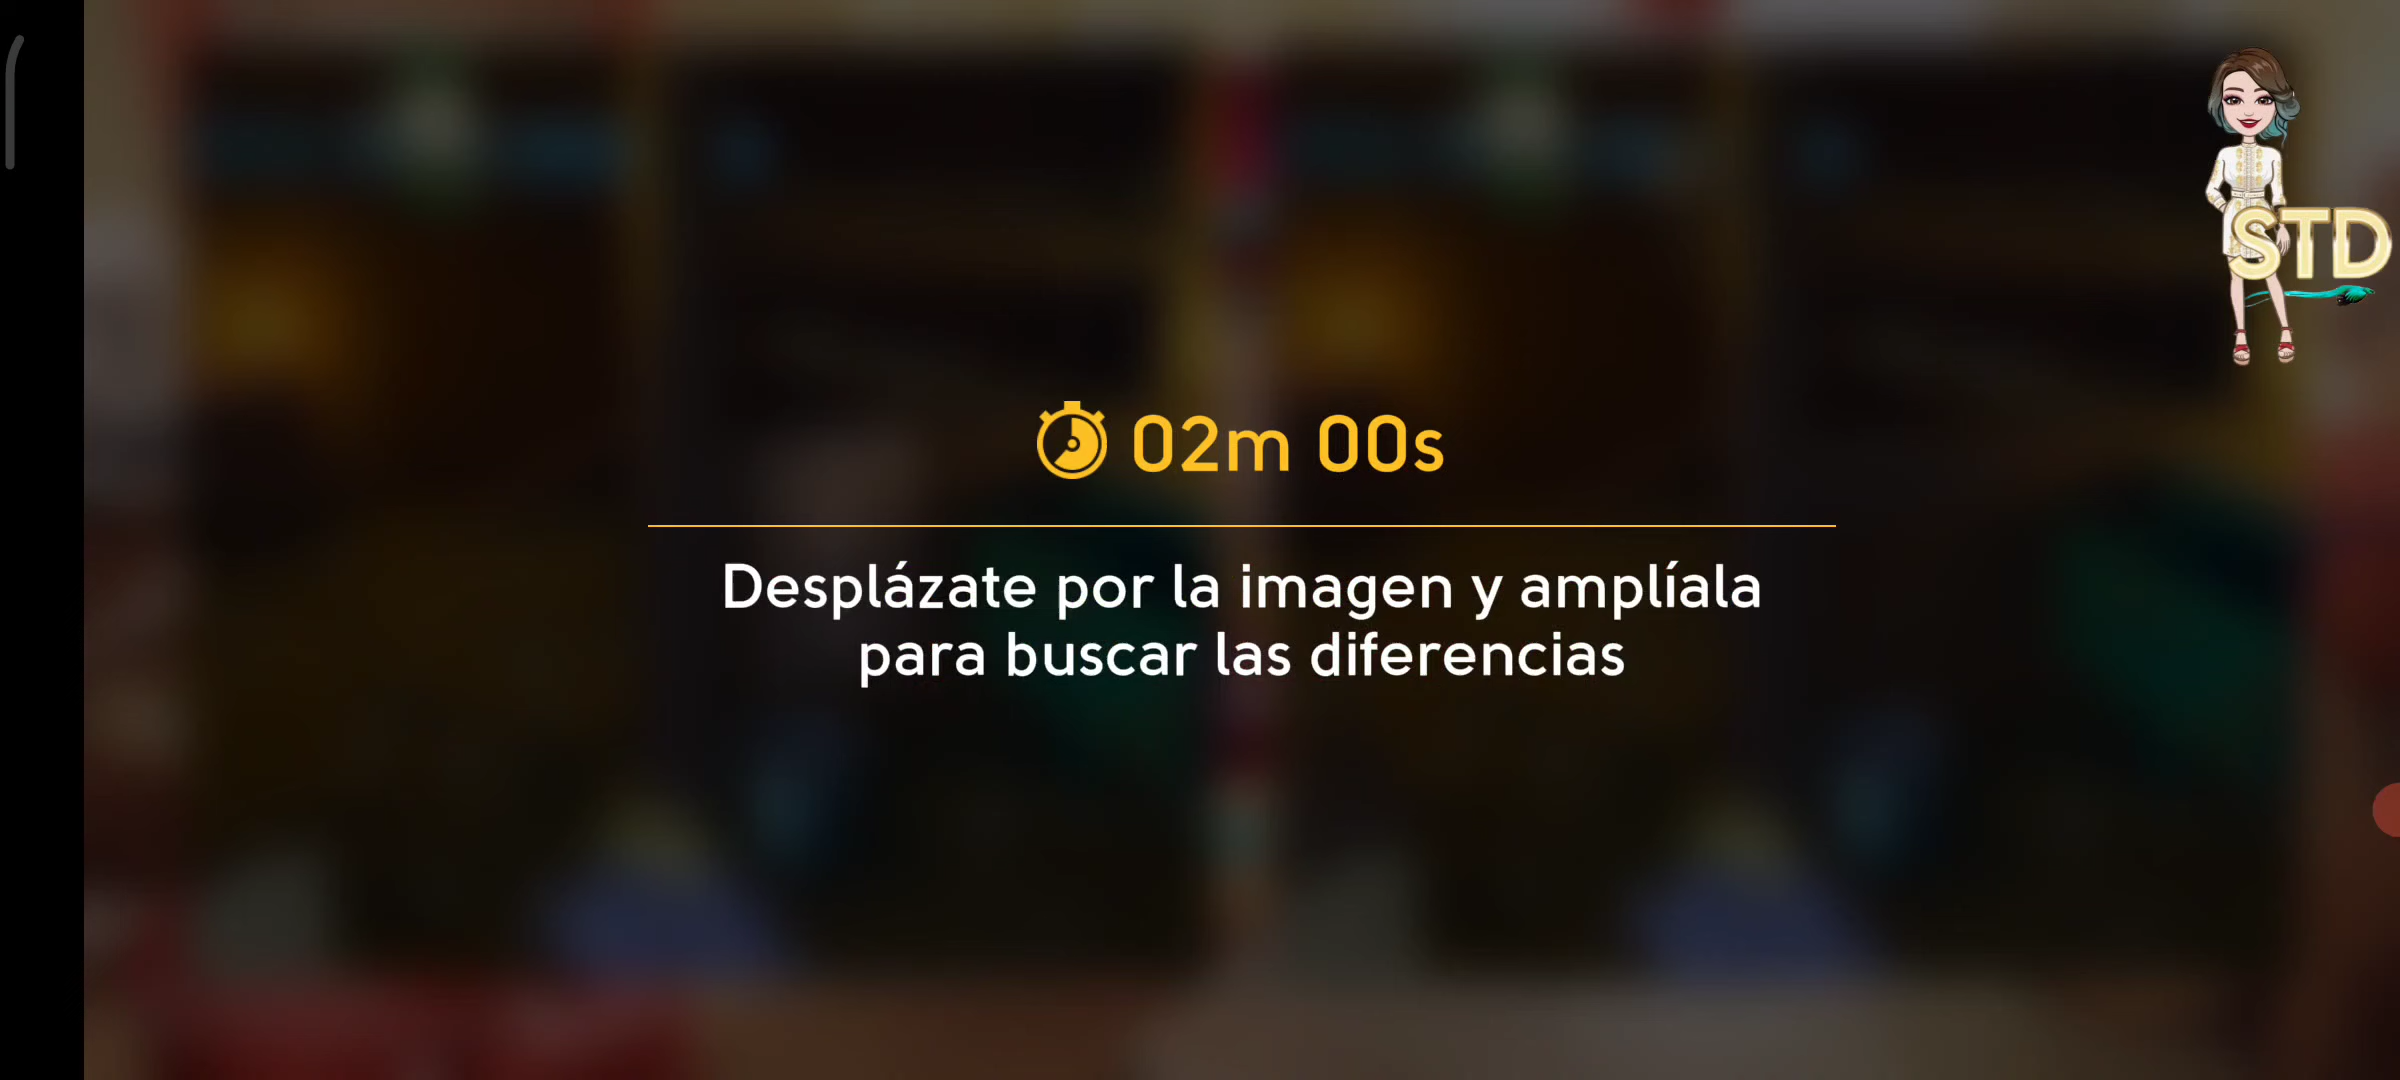 STD
02m 00s
Desplázate por la imagen y amplíala
para buscar las diferencias